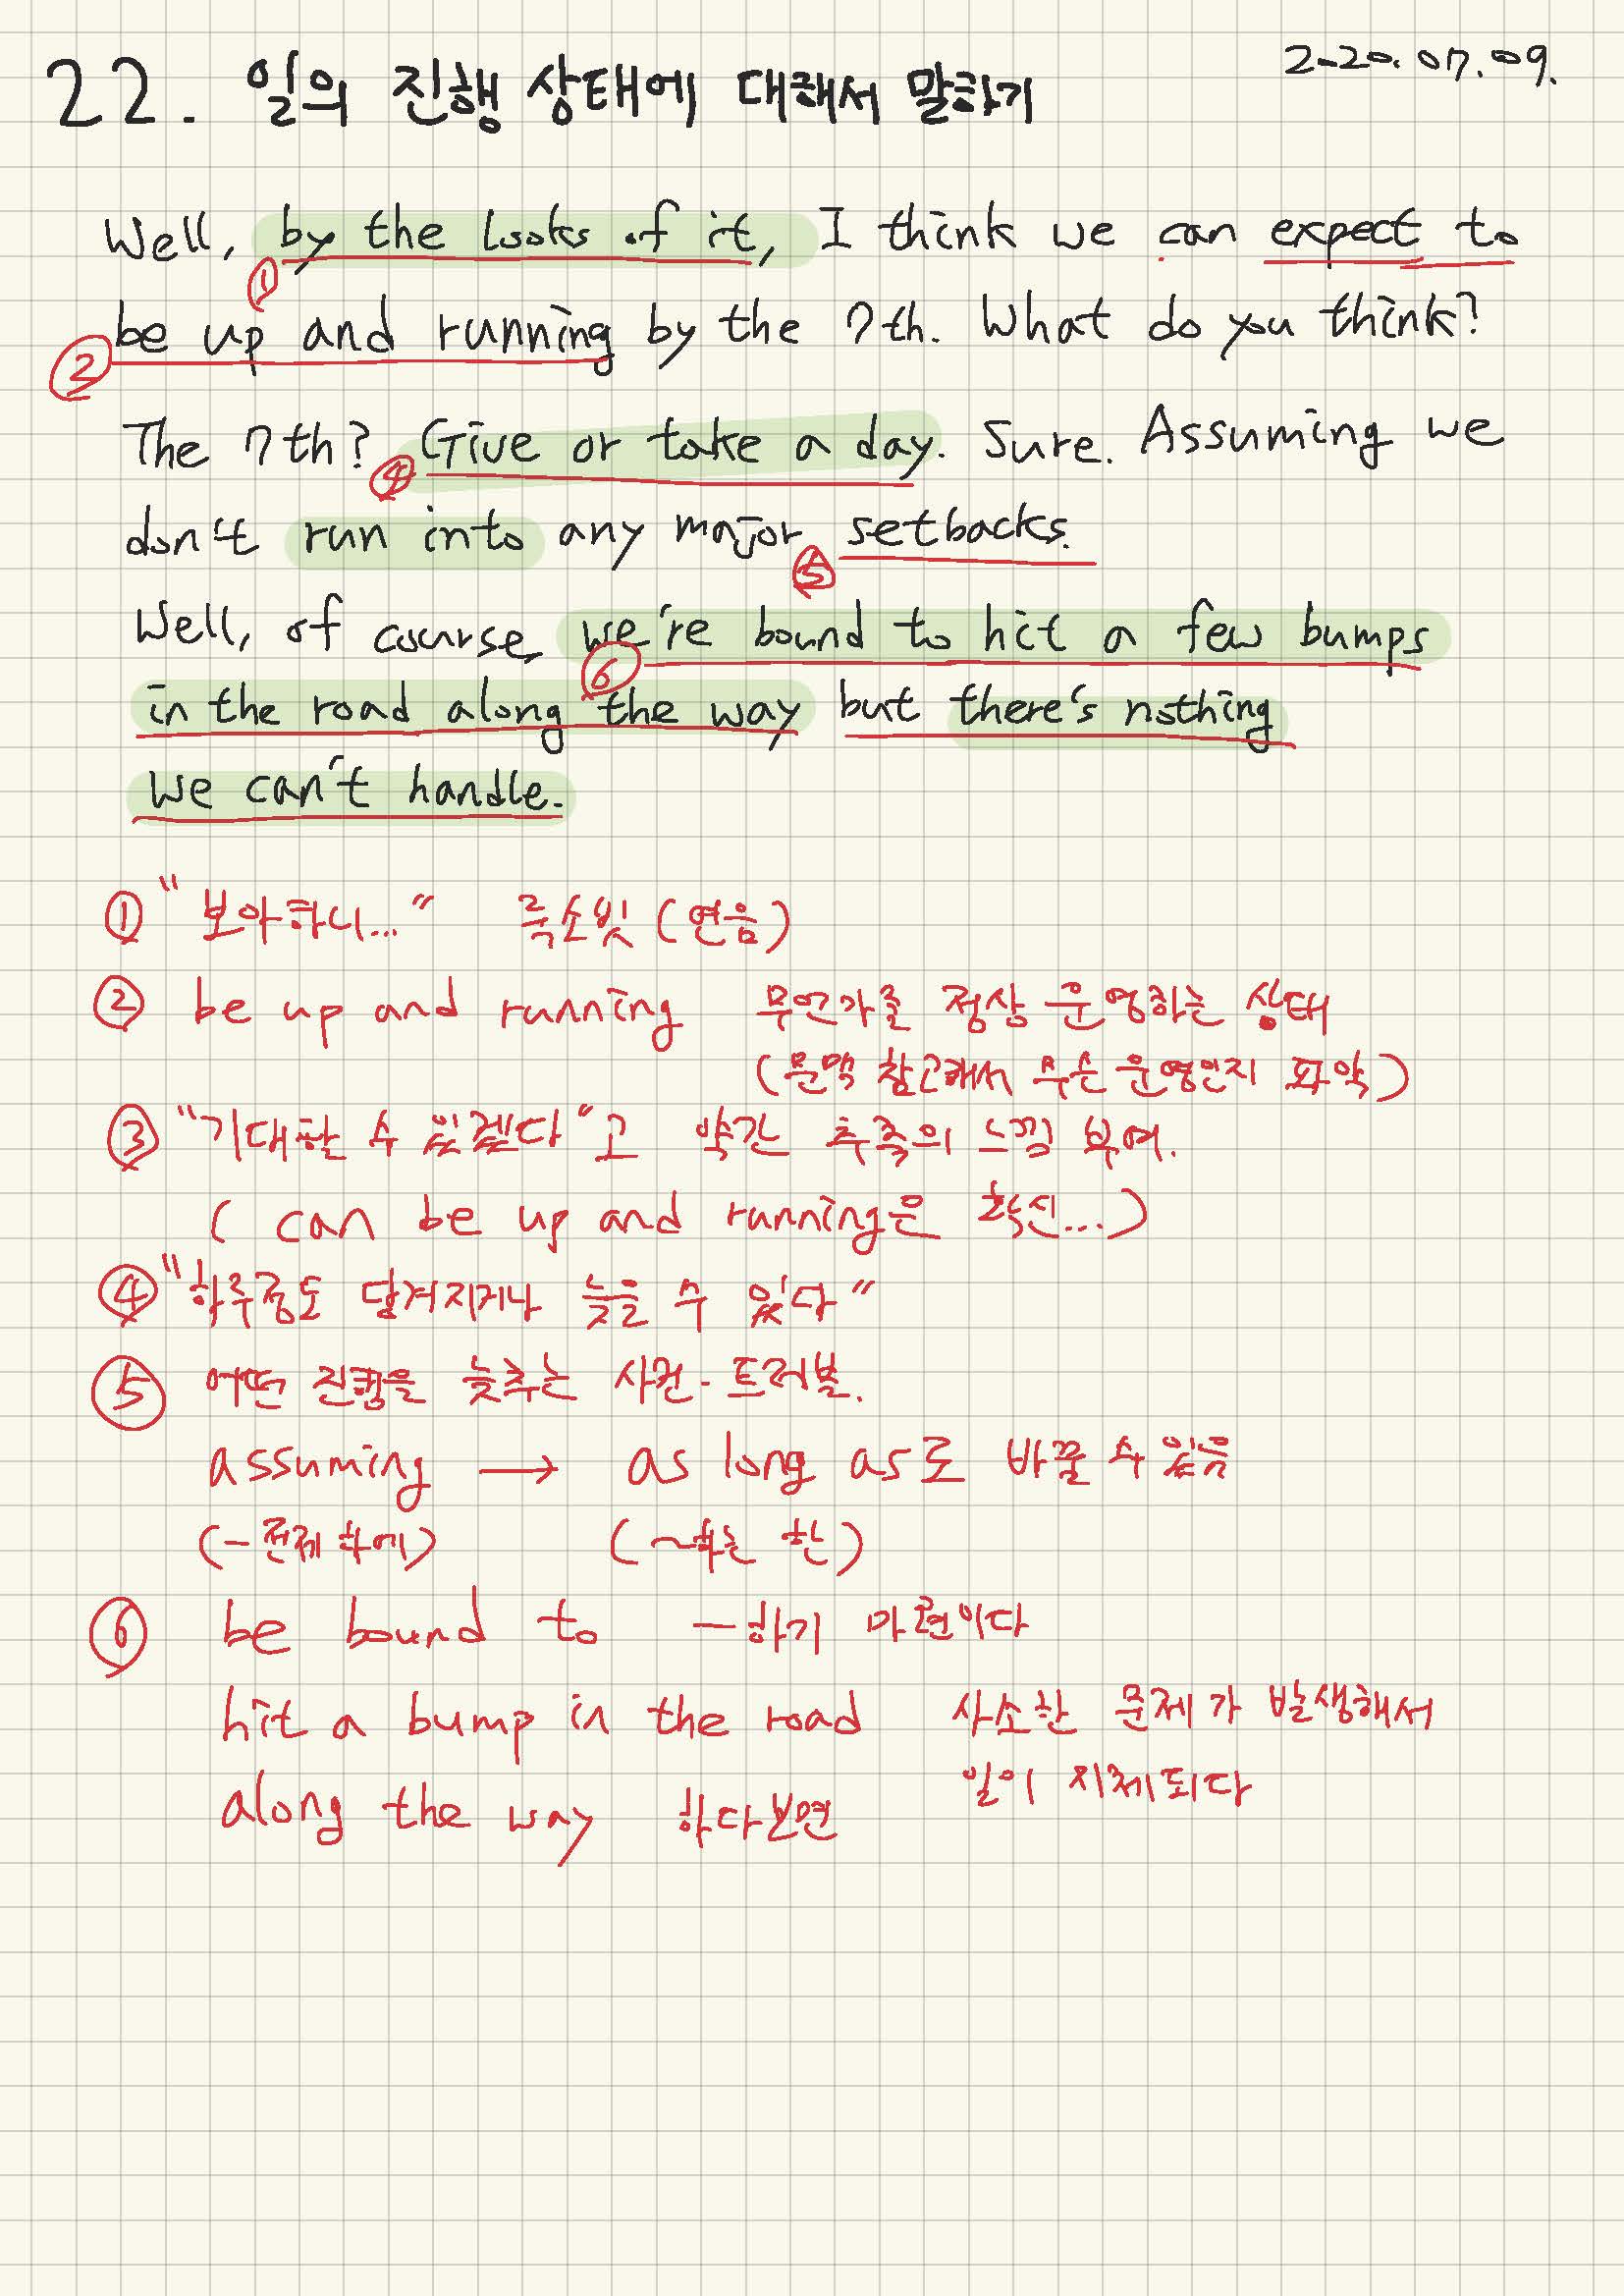 22. 일의 진행 상태에 대해서 말하기
2020. 07. 09.
Well, by the looks of it, I think we can expect to
①
be up and running by the 7th. What do you think?
②
The 7th? Give or take a day. Sure. Assuming we
④
don't run into any major setbacks.
⑤
Well, of course, we're bound to hit a few bumps
⑥
in the road along the way but there's nothing
we can't handle.
① "보아하니..." 룩소빗 (연음)
② be up and running 무언가를 정상 운영하는 상태
(문맥 참고해서 무슨 운영인지 파악)
③ "기대할 수 있겠다"고 약간 추측의 느낌 부여.
( can be up and running은 확신...)
④ "하루정도 당겨지거나 늦을 수 있다"
⑤ 어떤 진행을 늦추는 사건·트러블.
assuming → as long as로 바꿀 수 있음
(~전제 하에) (~하는 한)
⑥ be bound to ~하기 마련이다
hit a bump in the road 사소한 문제가 발생해서
일이 지체되다
along the way 하다보면